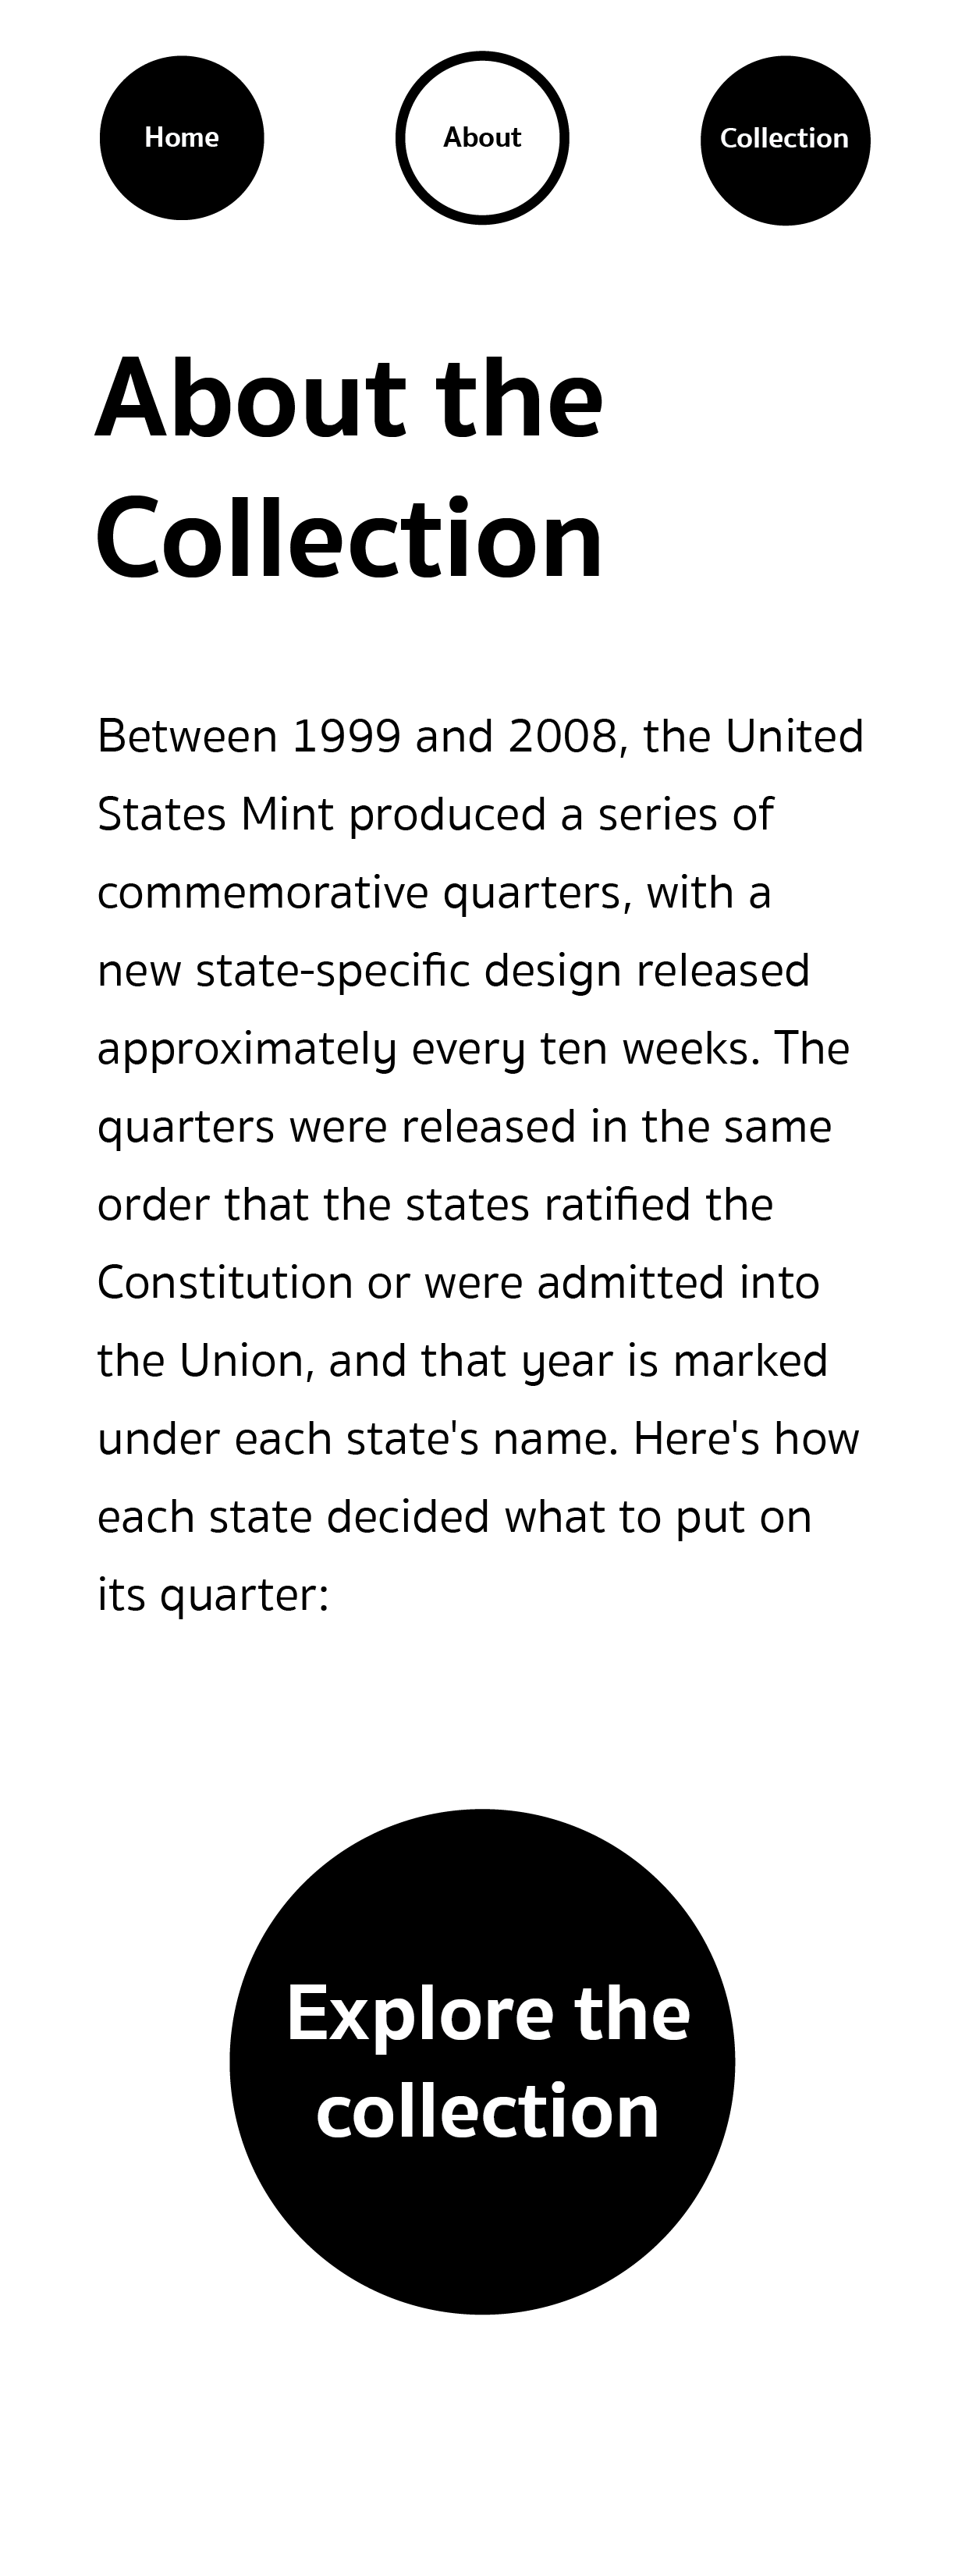 Home
About
Collection
About the
Collection
Between 1999 and 2008, the United
States Mint produced a series of
commemorative quarters, with a
new state-specific design released
approximately every ten weeks. The
quarters were released in the same
order that the states ratified the
Constitution or were admitted into
the Union, and that year is marked
under each state's name. Here's how
each state decided what to put on
its quarter:
Explore the
collection